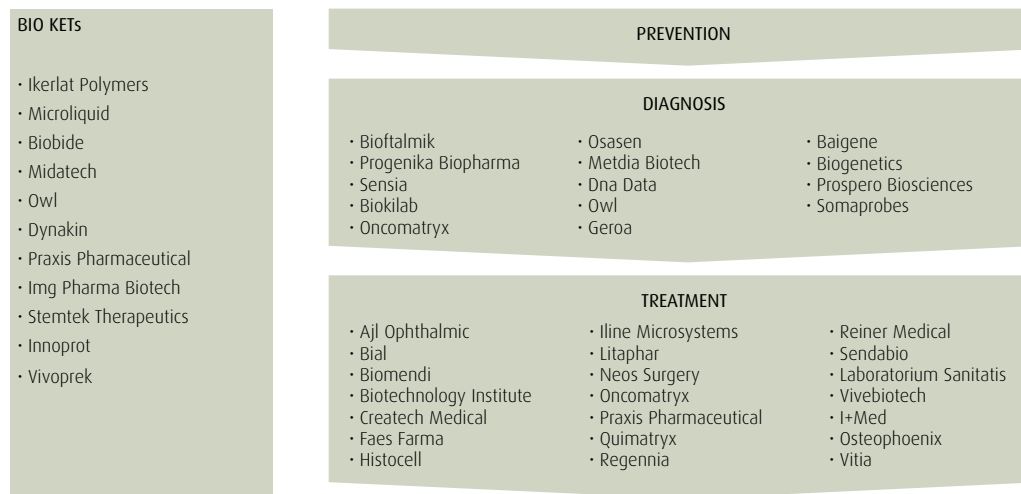 BIO KETs
· Ikerlat Polymers
· Microliquid
· Biobide
· Midatech
· Owl
· Dynakin
· Praxis Pharmaceutical
· Img Pharma Biotech
· Stemtek Therapeutics
· Innoprot
· Vivoprek
PREVENTION
DIAGNOSIS
· Bioftalmik
· Progenika Biopharma
· Sensia
· Biokilab
· Oncomatryx
· Osasen
· Metdia Biotech
· Dna Data
· Owl
· Geroa
· Baigene
· Biogenetics
· Prospero Biosciences
· Somaprobes
TREATMENT
· Ajl Ophthalmic
· Bial
· Biomendi
· Biotechnology Institute
· Createch Medical
· Faes Farma
· Histocell
· Iline Microsystems
· Litaphar
· Neos Surgery
· Oncomatryx
· Praxis Pharmaceutical
· Quimatryx
· Regennia
· Reiner Medical
· Sendabio
· Laboratorium Sanitatis
· Vivebiotech
· I+Med
· Osteophoenix
· Vitia